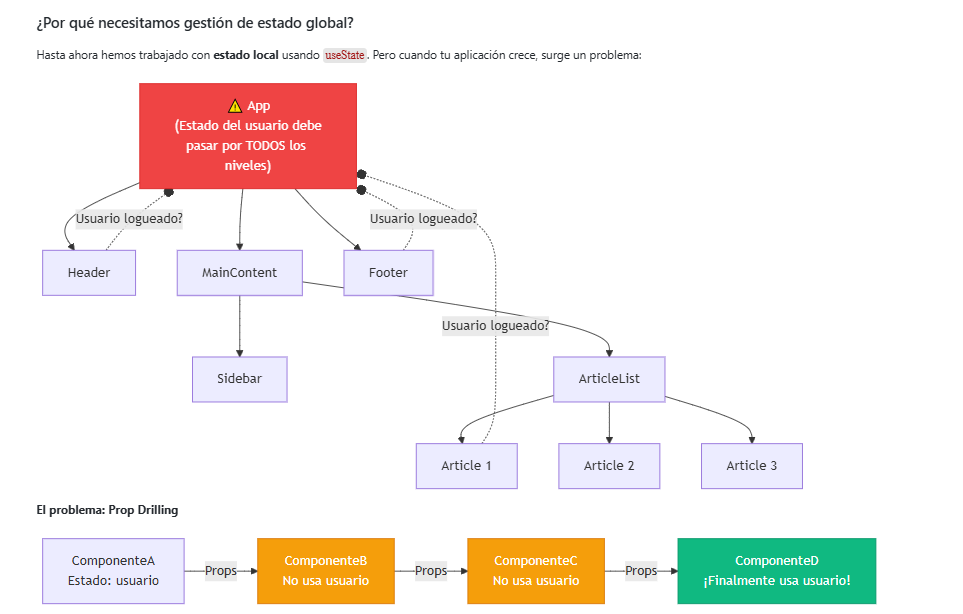 ¿Por qué necesitamos gestión de estado global?
Hasta ahora hemos trabajado con estado local usando useState. Pero cuando tu aplicación crece, surge un problema:
⚠ App
(Estado del usuario debe
pasar por TODOS los
niveles)
Usuario logueado?
Usuario logueado?
Header
MainContent
Footer
Usuario logueado?
Sidebar
ArticleList
Article 1
Article 2
Article 3
El problema: Prop Drilling
ComponenteA
Estado: usuario
Props
ComponenteB
No usa usuario
Props
ComponenteC
No usa usuario
Props
ComponenteD
¡Finalmente usa usuario!